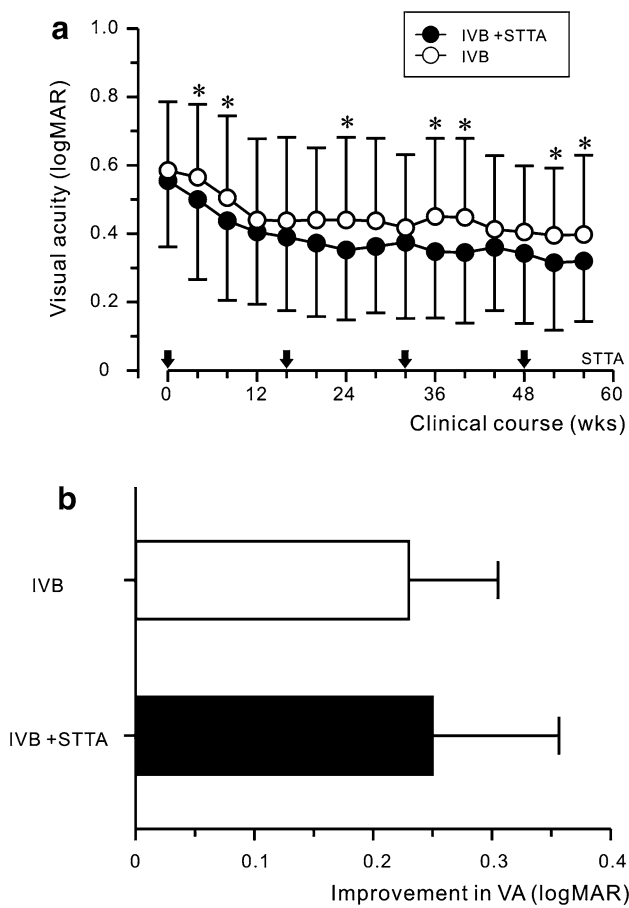 a
1.0
0.8
0.6
0.4
0.2
0
Visual acuity (logMAR)
IVB +STTA
IVB
* * * * * * *
STTA
0 12 24 36 48 60
Clinical course (wks)
b
IVB
IVB +STTA
0 0.1 0.2 0.3 0.4
Improvement in VA (logMAR)